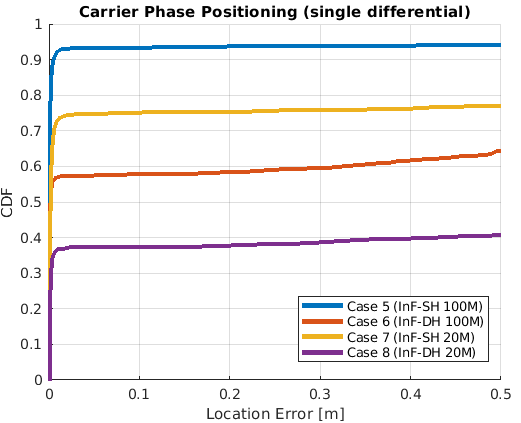 Carrier Phase Positioning (single differential)
1
0.9
0.8
0.7
0.6
0.5
0.4
0.3
0.2
0.1
0
CDF
0 0.1 0.2 0.3 0.4 0.5
Location Error [m]
Case 5 (InF-SH 100M)
Case 6 (InF-DH 100M)
Case 7 (InF-SH 20M)
Case 8 (InF-DH 20M)